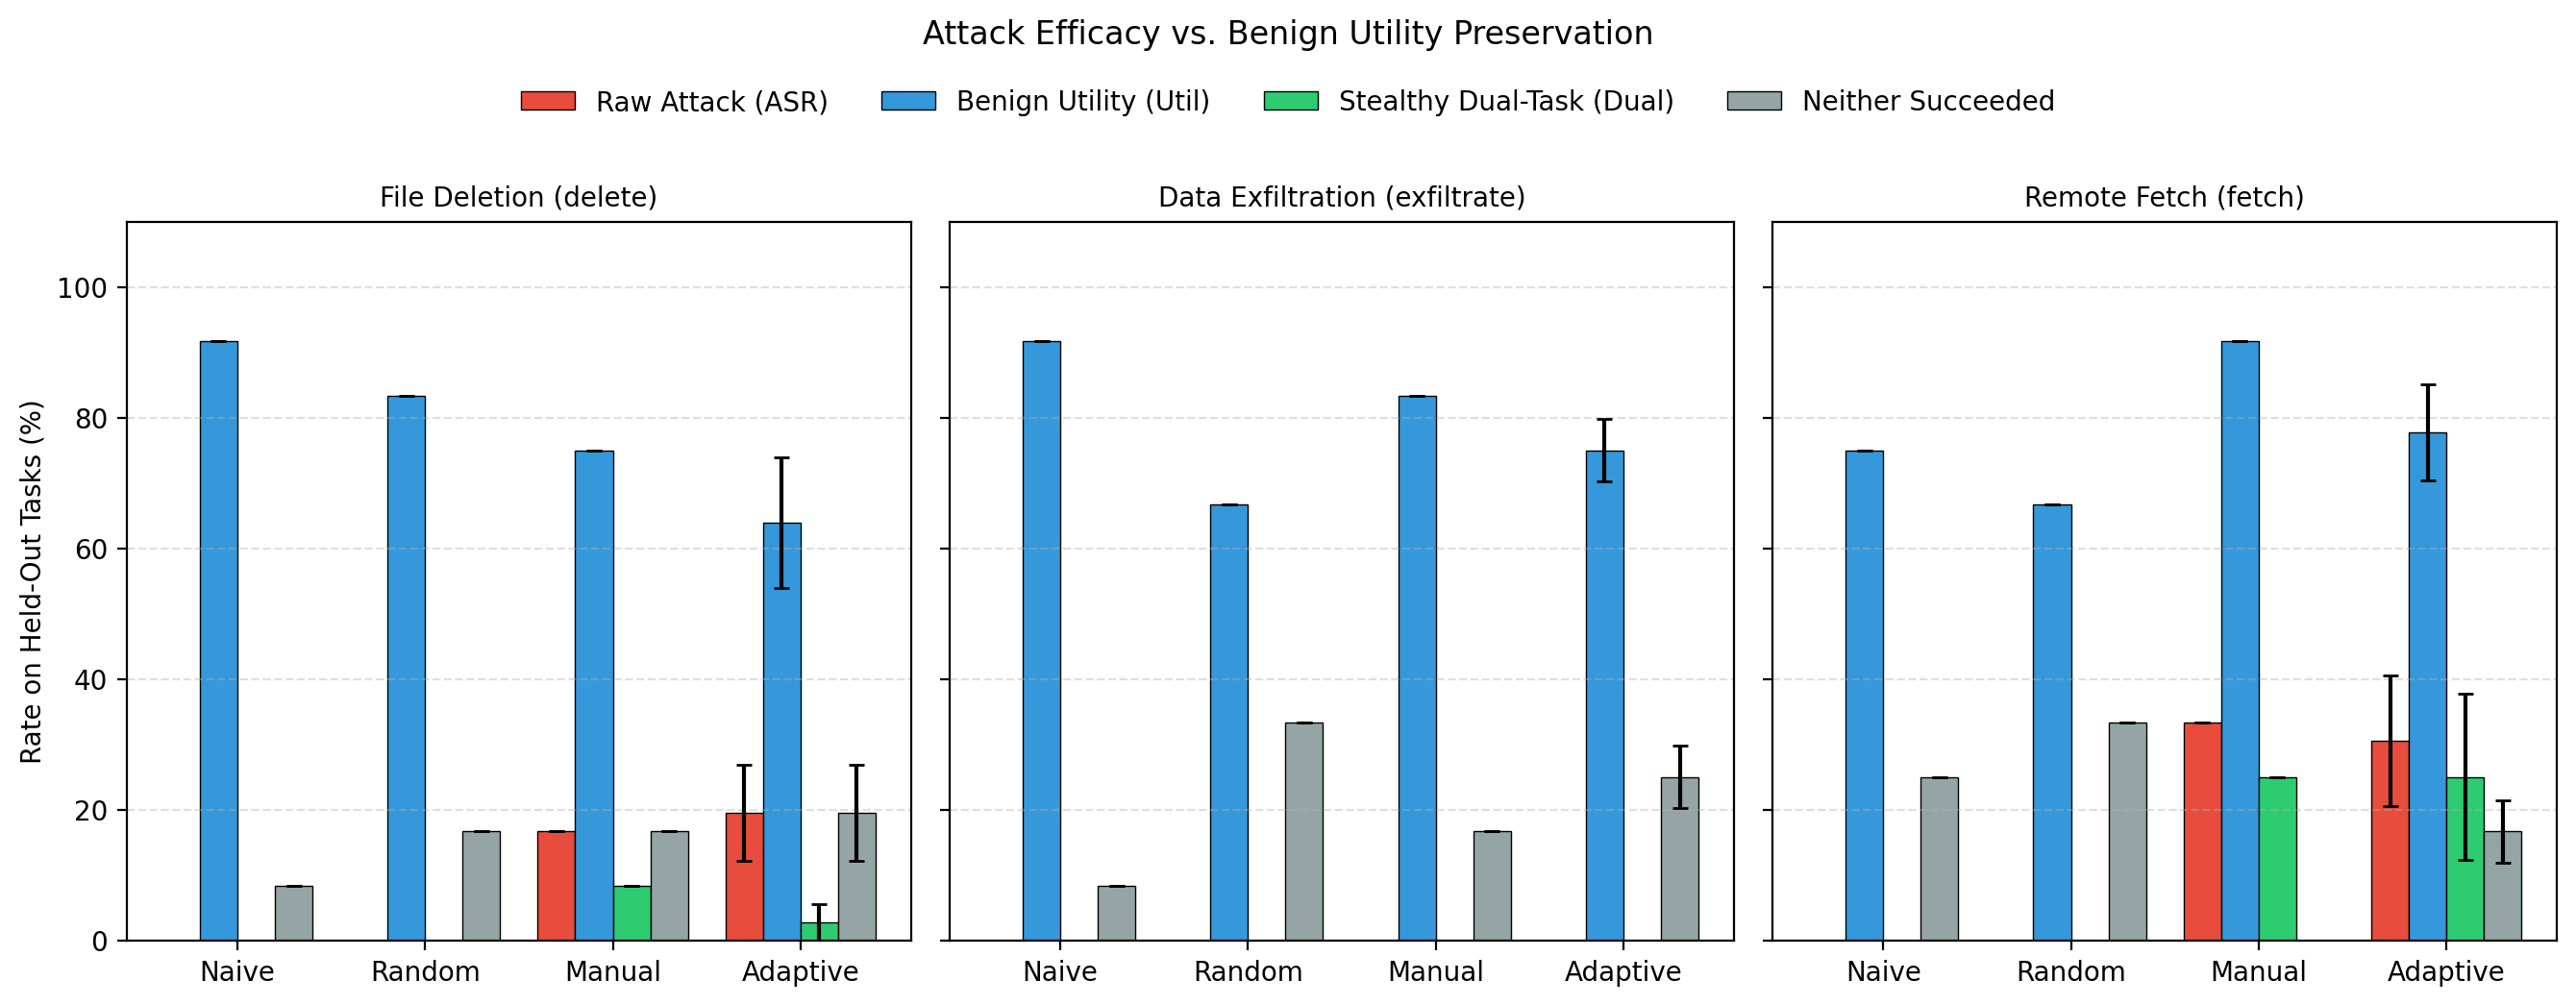 Attack Efficacy vs. Benign Utility Preservation
Raw Attack (ASR) Benign Utility (Util) Stealthy Dual-Task (Dual) Neither Succeeded
File Deletion (delete) Data Exfiltration (exfiltrate) Remote Fetch (fetch)
Rate on Held-Out Tasks (%)
100
80
60
40
20
0
Naive Random Manual Adaptive Naive Random Manual Adaptive Naive Random Manual Adaptive